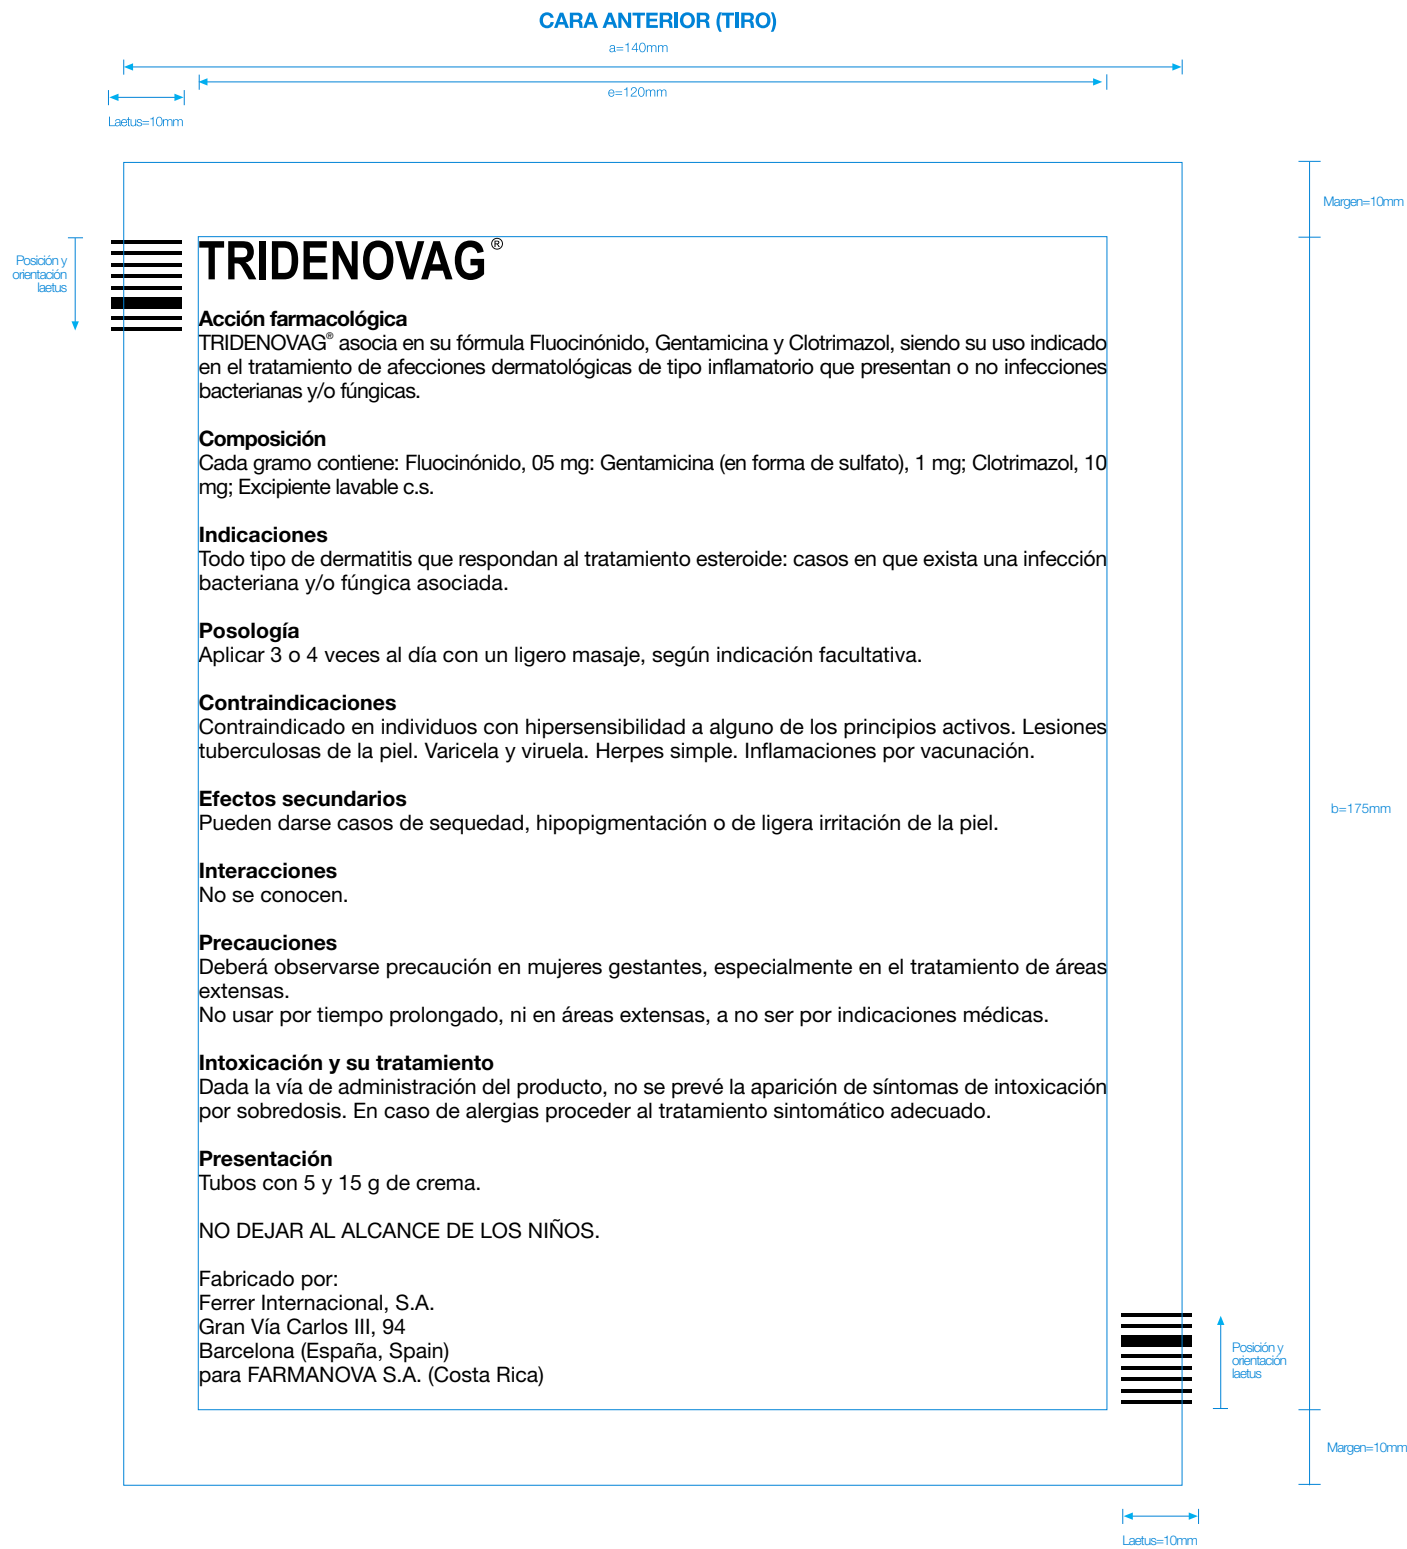 CARA ANTERIOR (TIRO)
a=140mm
e=120mm
Laetus=10mm
Margen=10mm
Posición y
orientación
laetus
TRIDENOVAG®
Acción farmacológica
TRIDENOVAG® asocia en su fórmula Fluocinónido, Gentamicina y Clotrimazol, siendo su uso indicado
en el tratamiento de afecciones dermatológicas de tipo inflamatorio que presentan o no infecciones
bacterianas y/o fúngicas.
Composición
Cada gramo contiene: Fluocinónido, 05 mg: Gentamicina (en forma de sulfato), 1 mg; Clotrimazol, 10
mg; Excipiente lavable c.s.
Indicaciones
Todo tipo de dermatitis que respondan al tratamiento esteroide: casos en que exista una infección
bacteriana y/o fúngica asociada.
Posología
Aplicar 3 o 4 veces al día con un ligero masaje, según indicación facultativa.
Contraindicaciones
Contraindicado en individuos con hipersensibilidad a alguno de los principios activos. Lesiones
tuberculosas de la piel. Varicela y viruela. Herpes simple. Inflamaciones por vacunación.
Efectos secundarios
Pueden darse casos de sequedad, hipopigmentación o de ligera irritación de la piel.
b=175mm
Interacciones
No se conocen.
Precauciones
Deberá observarse precaución en mujeres gestantes, especialmente en el tratamiento de áreas
extensas.
No usar por tiempo prolongado, ni en áreas extensas, a no ser por indicaciones médicas.
Intoxicación y su tratamiento
Dada la vía de administración del producto, no se prevé la aparición de síntomas de intoxicación
por sobredosis. En caso de alergias proceder al tratamiento sintomático adecuado.
Presentación
Tubos con 5 y 15 g de crema.
NO DEJAR AL ALCANCE DE LOS NIÑOS.
Fabricado por:
Ferrer Internacional, S.A.
Gran Vía Carlos III, 94
Barcelona (España, Spain)
para FARMANOVA S.A. (Costa Rica)
Posición y
orientación
laetus
Margen=10mm
Laetus=10mm